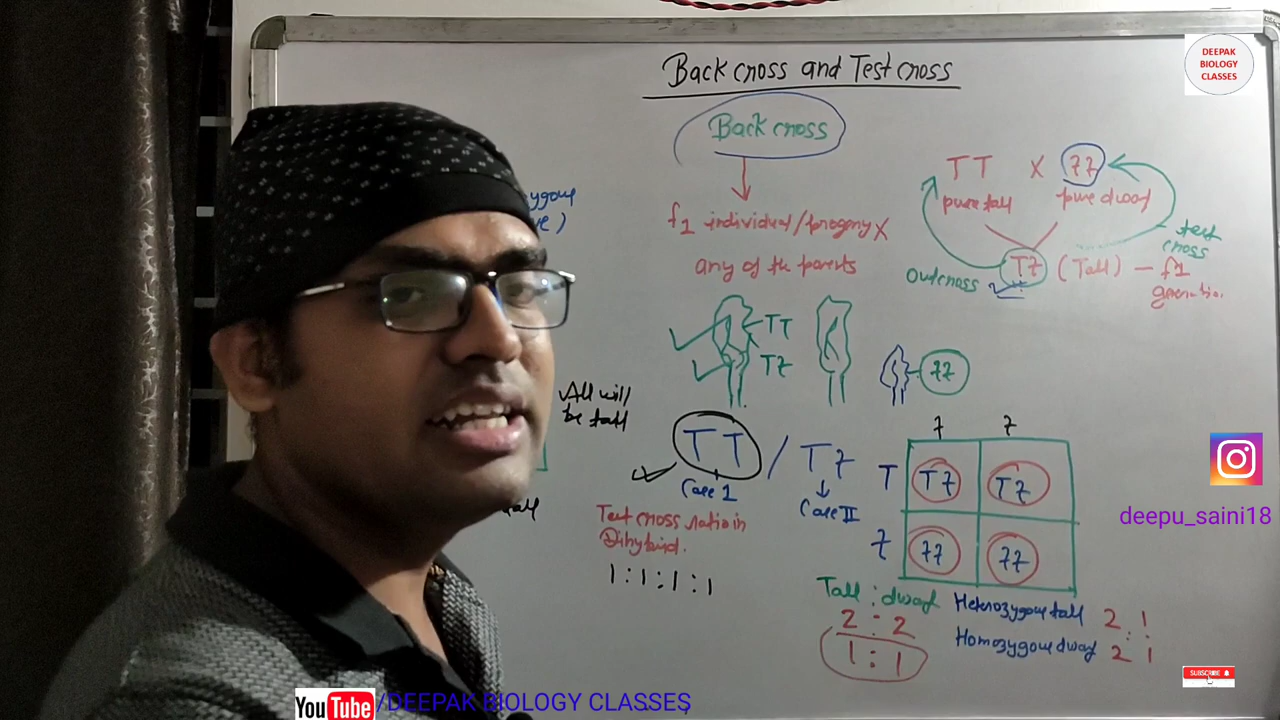 Back cross and Test cross
DEEPAK
BIOLOGY
CLASSES
Back cross
f1 individual/progeny X
any of the parents
TT X tt
pure tall pure dwarf
Tt (Tall) - f1
generation
outcross
test
cross
TT
Tt
tt
All will
be tall
TT / Tt
Case I
Case II
Test cross ratio in
Dihybrid.
1:1:1:1
t t
T Tt Tt
t tt tt
Tall : dwarf
2 : 2
1 : 1
Heterozygous tall 2 : 1
Homozygous dwarf 2 : 1
deepu_saini18
SUBSCRIBE
YouTube /DEEPAK BIOLOGY CLASSES